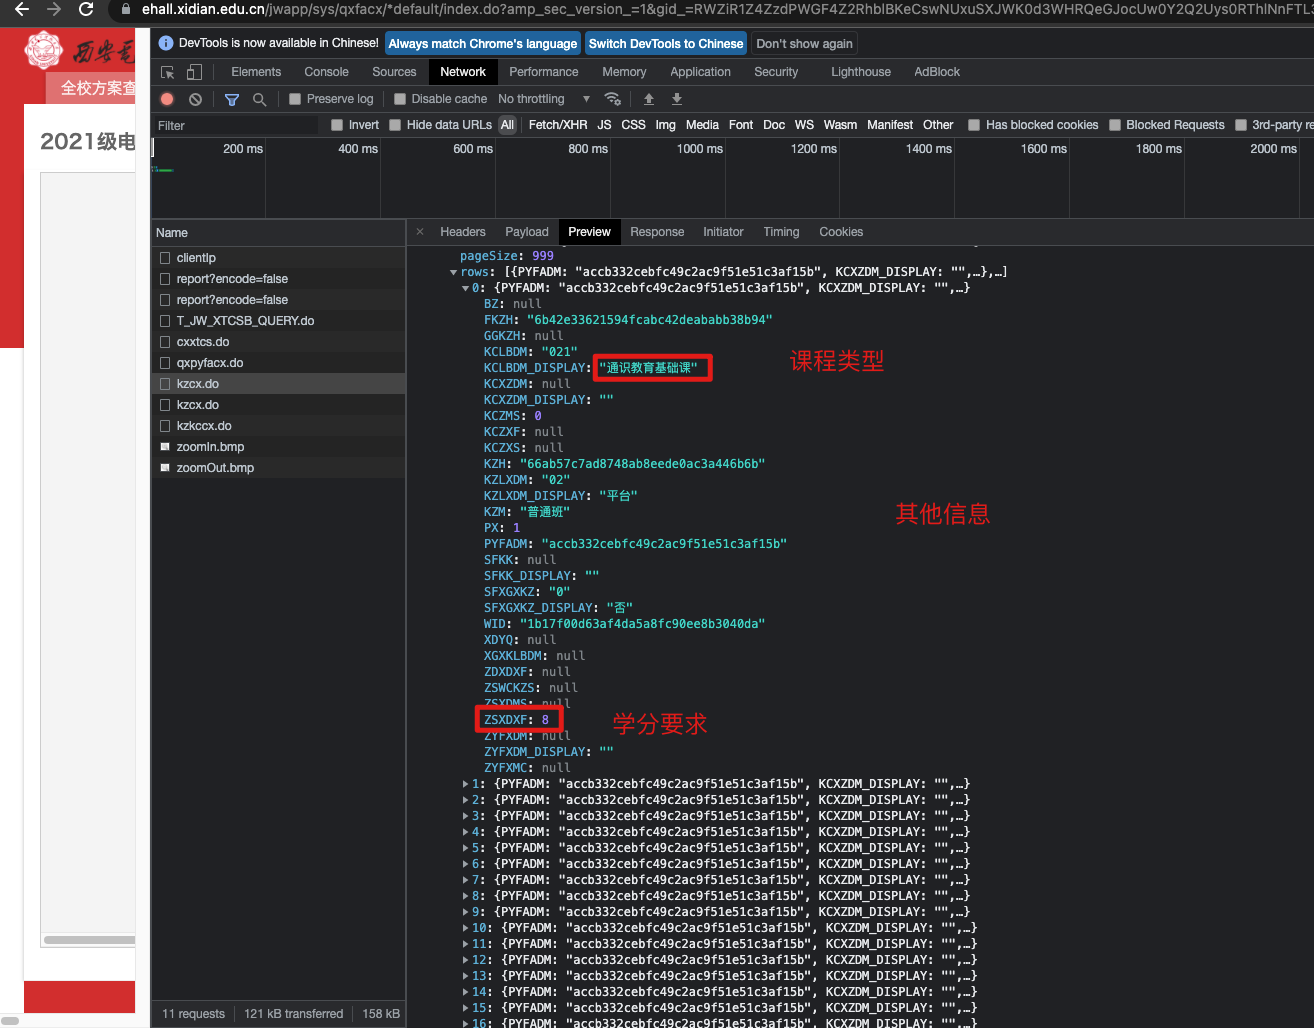 ehall.xidian.edu.cn/jwapp/sys/qxfacx/*default/index.do?amp_sec_version_=1&gid_=RWZiR1Z4ZzdPWGF4Z2RhblBKeCswNUxuSXJWK0d3WHRQeGJocUw0Y2Q2Uys0RThlNnFTL3
全校方案查
2021级电
DevTools is now available in Chinese! Always match Chrome's language Switch DevTools to Chinese Don't show again
Elements Console Sources Network Performance Memory Application Security Lighthouse AdBlock
Preserve log Disable cache No throttling
Filter Invert Hide data URLs All Fetch/XHR JS CSS Img Media Font Doc WS Wasm Manifest Other Has blocked cookies Blocked Requests 3rd-party re
200 ms 400 ms 600 ms 800 ms 1000 ms 1200 ms 1400 ms 1600 ms 1800 ms 2000 ms
Name
clientIp
report?encode=false
report?encode=false
T_JW_XTCSB_QUERY.do
cxxtcs.do
qxpyfacx.do
kzcx.do
kzcx.do
kzkccx.do
zoomIn.bmp
zoomOut.bmp
11 requests 121 kB transferred 158 kB
× Headers Payload Preview Response Initiator Timing Cookies
pageSize: 999
rows: [{PYFADM: "accb332cebfc49c2ac9f51e51c3af15b", KCXZDM_DISPLAY: "",…},…]
0: {PYFADM: "accb332cebfc49c2ac9f51e51c3af15b", KCXZDM_DISPLAY: "",…}
BZ: null
FKZH: "6b42e33621594fcabc42deababb38b94"
GGKZH: null
KCLBDM: "021"
KCLBDM_DISPLAY: "通识教育基础课"
课程类型
KCXZDM: null
KCXZDM_DISPLAY: ""
KCZMS: 0
KCZXF: null
KCZXS: null
KZH: "66ab57c7ad8748ab8eede0ac3a446b6b"
KZLXDM: "02"
KZLXDM_DISPLAY: "平台"
KZM: "普通班"
其他信息
PX: 1
PYFADM: "accb332cebfc49c2ac9f51e51c3af15b"
SFKK: null
SFKK_DISPLAY: ""
SFXGXKZ: "0"
SFXGXKZ_DISPLAY: "否"
WID: "1b17f00d63af4da5a8fc90ee8b3040da"
XDYQ: null
XGXKLBDM: null
ZDXDXF: null
ZSWCKZS: null
ZSXDMS: null
ZSXDXF: 8
学分要求
ZYFXDM: null
ZYFXDM_DISPLAY: ""
ZYFXMC: null
1: {PYFADM: "accb332cebfc49c2ac9f51e51c3af15b", KCXZDM_DISPLAY: "",…}
2: {PYFADM: "accb332cebfc49c2ac9f51e51c3af15b", KCXZDM_DISPLAY: "",…}
3: {PYFADM: "accb332cebfc49c2ac9f51e51c3af15b", KCXZDM_DISPLAY: "",…}
4: {PYFADM: "accb332cebfc49c2ac9f51e51c3af15b", KCXZDM_DISPLAY: "",…}
5: {PYFADM: "accb332cebfc49c2ac9f51e51c3af15b", KCXZDM_DISPLAY: "",…}
6: {PYFADM: "accb332cebfc49c2ac9f51e51c3af15b", KCXZDM_DISPLAY: "",…}
7: {PYFADM: "accb332cebfc49c2ac9f51e51c3af15b", KCXZDM_DISPLAY: "",…}
8: {PYFADM: "accb332cebfc49c2ac9f51e51c3af15b", KCXZDM_DISPLAY: "",…}
9: {PYFADM: "accb332cebfc49c2ac9f51e51c3af15b", KCXZDM_DISPLAY: "",…}
10: {PYFADM: "accb332cebfc49c2ac9f51e51c3af15b", KCXZDM_DISPLAY: "",…}
11: {PYFADM: "accb332cebfc49c2ac9f51e51c3af15b", KCXZDM_DISPLAY: "",…}
12: {PYFADM: "accb332cebfc49c2ac9f51e51c3af15b", KCXZDM_DISPLAY: "",…}
13: {PYFADM: "accb332cebfc49c2ac9f51e51c3af15b", KCXZDM_DISPLAY: "",…}
14: {PYFADM: "accb332cebfc49c2ac9f51e51c3af15b", KCXZDM_DISPLAY: "",…}
15: {PYFADM: "accb332cebfc49c2ac9f51e51c3af15b", KCXZDM_DISPLAY: "",…}
16: {PYFADM: "accb332cebfc49c2ac9f51e51c3af15b", KCXZDM_DISPLAY: "",…}